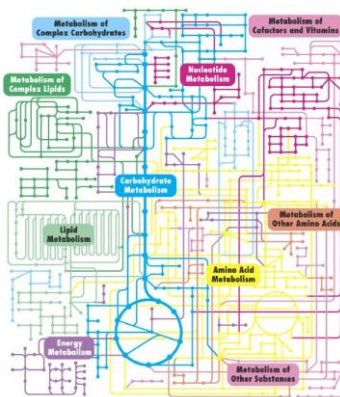 Metabolism of
Complex Carbohydrates
Metabolism of
Cofactors and Vitamins
Nucleotide
Metabolism
Metabolism of
Complex Lipids
Carbohydrate
Metabolism
Metabolism of
Other Amino Acids
Lipid
Metabolism
Amino Acid
Metabolism
Energy
Metabolism
Metabolism of
Other Substances